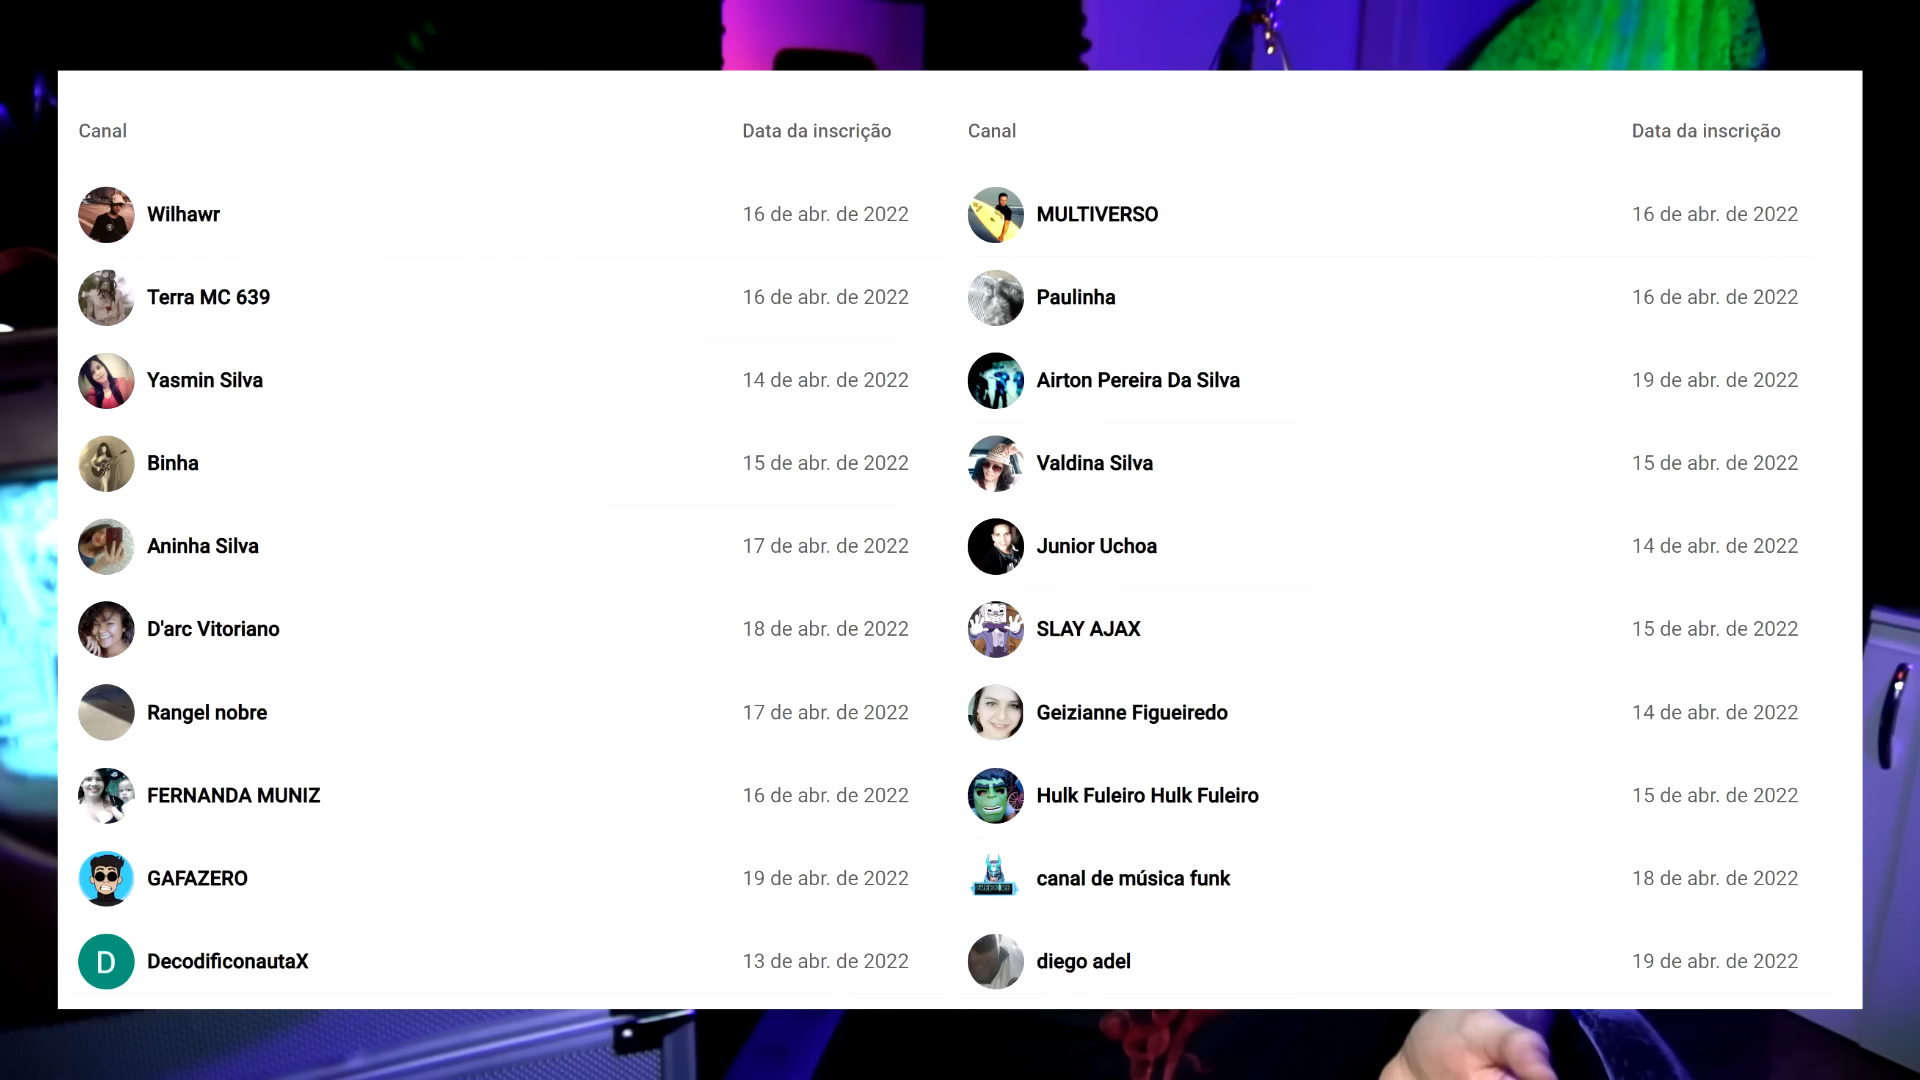 Canal Data da inscrição
Wilhawr 16 de abr. de 2022
Terra MC 639 16 de abr. de 2022
Yasmin Silva 14 de abr. de 2022
Binha 15 de abr. de 2022
Aninha Silva 17 de abr. de 2022
D'arc Vitoriano 18 de abr. de 2022
Rangel nobre 17 de abr. de 2022
FERNANDA MUNIZ 16 de abr. de 2022
GAFAZERO 19 de abr. de 2022
D DecodificonautaX 13 de abr. de 2022
Canal Data da inscrição
MULTIVERSO 16 de abr. de 2022
Paulinha 16 de abr. de 2022
Airton Pereira Da Silva 19 de abr. de 2022
Valdina Silva 15 de abr. de 2022
Junior Uchoa 14 de abr. de 2022
SLAY AJAX 15 de abr. de 2022
Geizianne Figueiredo 14 de abr. de 2022
Hulk Fuleiro Hulk Fuleiro 15 de abr. de 2022
canal de música funk 18 de abr. de 2022
diego adel 19 de abr. de 2022